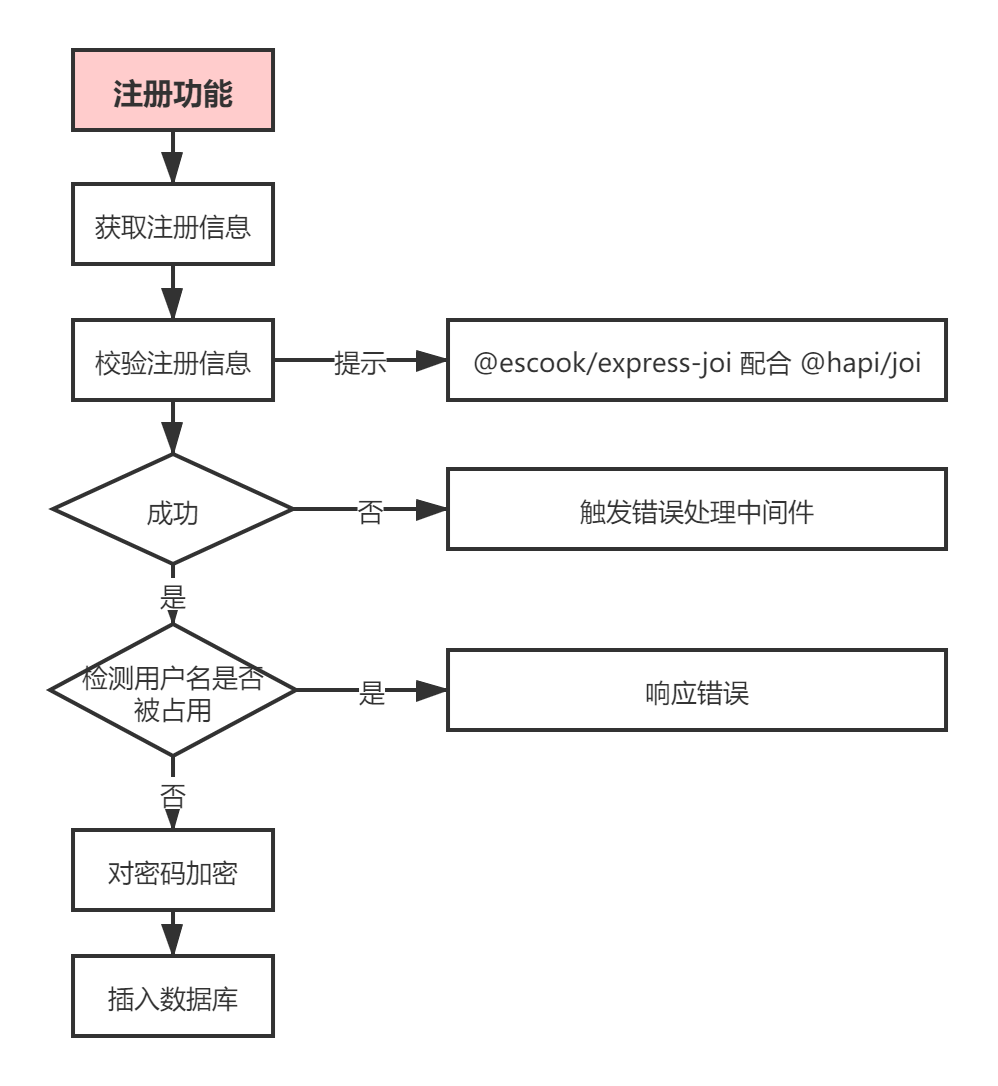 注册功能
获取注册信息
校验注册信息
提示
@escook/express-joi 配合 @hapi/joi
成功
否
触发错误处理中间件
是
检测用户名是否
被占用
是
响应错误
否
对密码加密
插入数据库